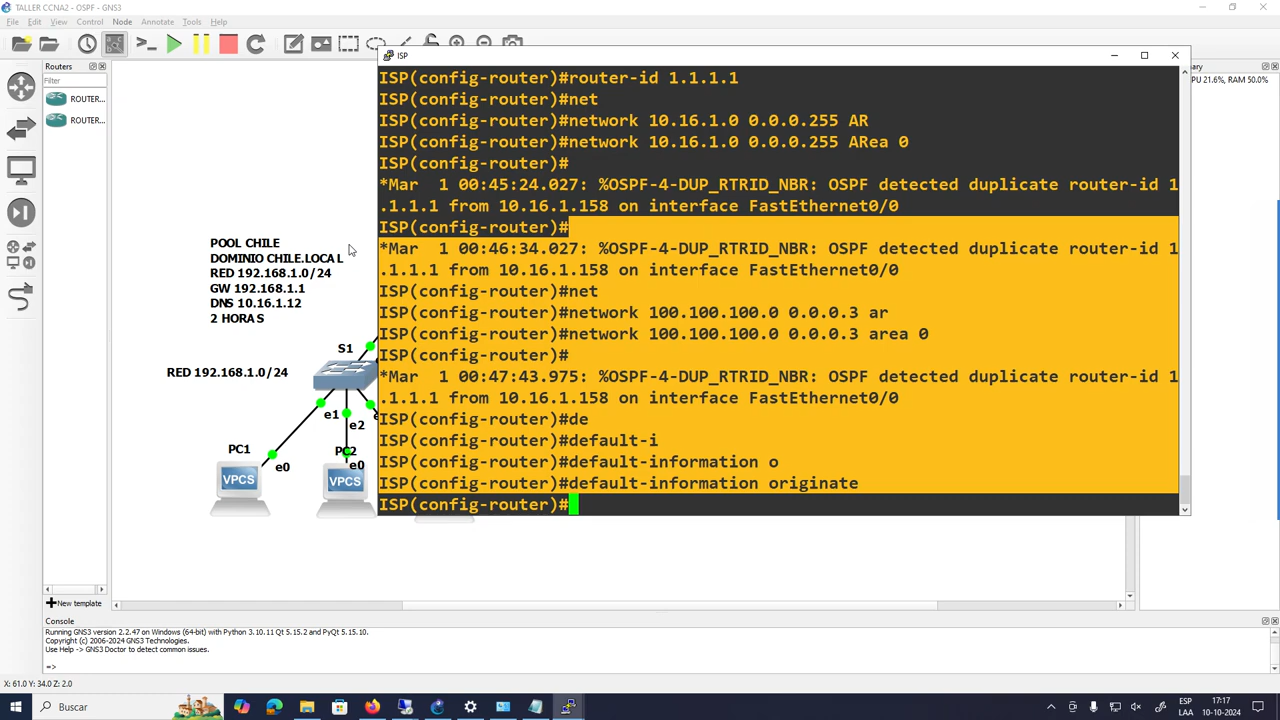 TALLER CCNA2 - OSPF - GNS3
File Edit View Control Node Annotate Tools Help
Routers
Filter
ROUTER...
ROUTER...
New template
ISP
ISP(config-router)#router-id 1.1.1.1
ISP(config-router)#net
ISP(config-router)#network 10.16.1.0 0.0.0.255 AR
ISP(config-router)#network 10.16.1.0 0.0.0.255 ARea 0
ISP(config-router)#
*Mar  1 00:45:24.027: %OSPF-4-DUP_RTRID_NBR: OSPF detected duplicate router-id 1
.1.1.1 from 10.16.1.158 on interface FastEthernet0/0
ISP(config-router)#
*Mar  1 00:46:34.027: %OSPF-4-DUP_RTRID_NBR: OSPF detected duplicate router-id 1
.1.1.1 from 10.16.1.158 on interface FastEthernet0/0
ISP(config-router)#net
ISP(config-router)#network 100.100.100.0 0.0.0.3 ar
ISP(config-router)#network 100.100.100.0 0.0.0.3 area 0
ISP(config-router)#
*Mar  1 00:47:43.975: %OSPF-4-DUP_RTRID_NBR: OSPF detected duplicate router-id 1
.1.1.1 from 10.16.1.158 on interface FastEthernet0/0
ISP(config-router)#de
ISP(config-router)#default-i
ISP(config-router)#default-information o
ISP(config-router)#default-information originate
ISP(config-router)#
ary
PU 21.6%, RAM 50.0%
POOL CHILE
DOMINIO CHILE.LOCAL
RED 192.168.1.0/24
GW 192.168.1.1
DNS 10.16.1.12
2 HORAS
S1
RED 192.168.1.0/24
e1
e2
e
PC1
e0
VPCS
PC2
e0
VPCS
Console
Running GNS3 version 2.2.47 on Windows (64-bit) with Python 3.10.11 Qt 5.15.2 and PyQt 5.15.10.
Copyright (c) 2006-2024 GNS3 Technologies.
Use Help -> GNS3 Doctor to detect common issues.
=>
X: 61.0 Y: 34.0 Z: 2.0
Buscar
ESP
LAA
17:17
10-10-2024